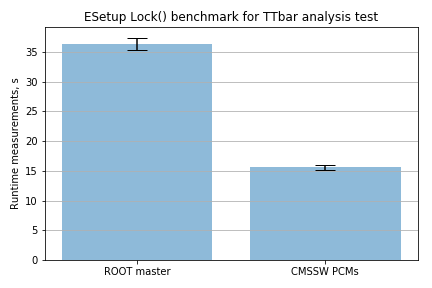 ESetup Lock() benchmark for TTbar analysis test
Runtime measurements, s
35
30
25
20
15
10
5
0
ROOT master
CMSSW PCMs